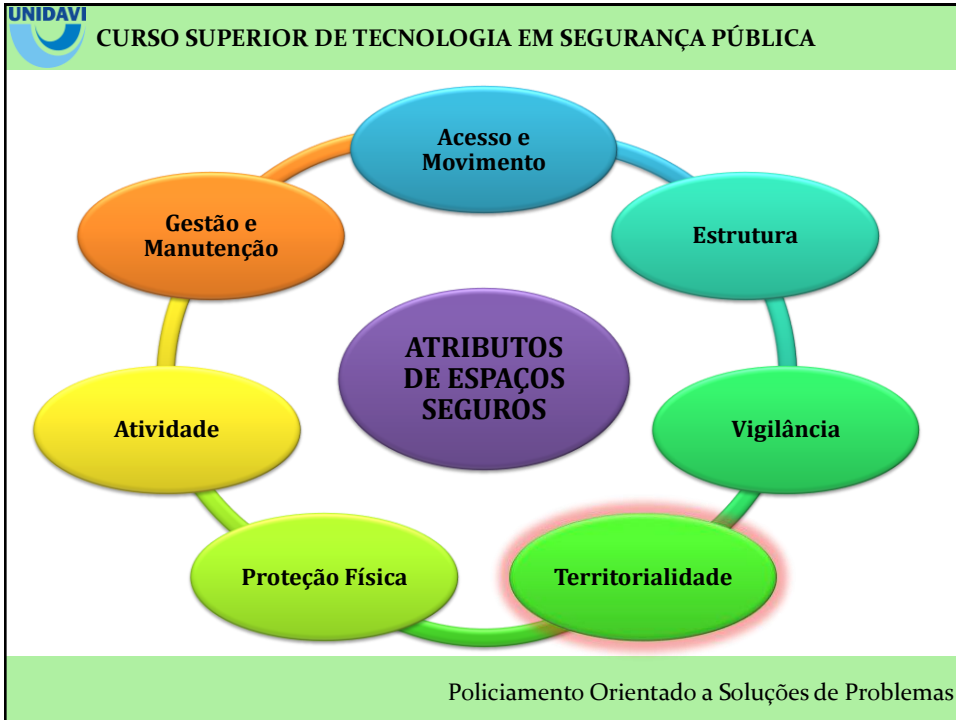 UNIDAVI
CURSO SUPERIOR DE TECNOLOGIA EM SEGURANÇA PÚBLICA
Acesso e
Movimento
Gestão e
Manutenção
Estrutura
ATRIBUTOS
DE ESPAÇOS
SEGUROS
Atividade
Vigilância
Proteção Física
Territorialidade
Policiamento Orientado a Soluções de Problemas